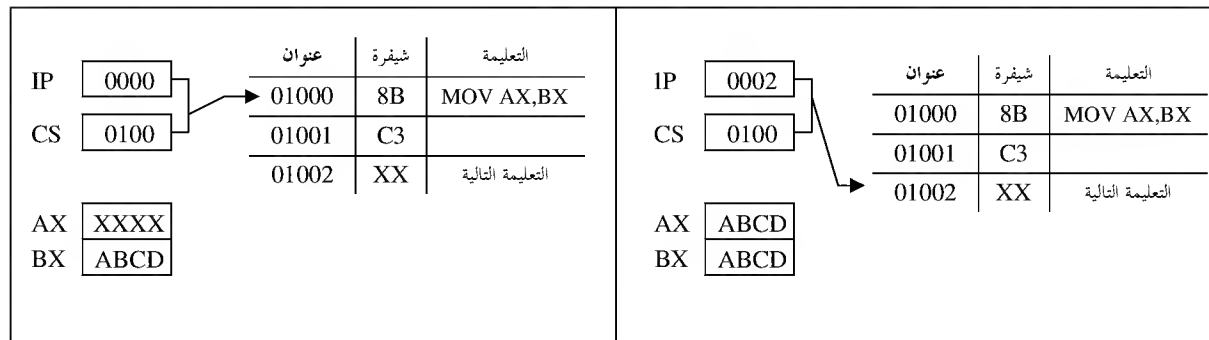 عنوان شيفرة التعليمة
IP 0000
01000 8B MOV AX,BX
CS 0100
01001 C3
01002 XX التعليمة التالية
AX XXXX
BX ABCD
عنوان شيفرة التعليمة
IP 0002
01000 8B MOV AX,BX
CS 0100
01001 C3
01002 XX التعليمة التالية
AX ABCD
BX ABCD